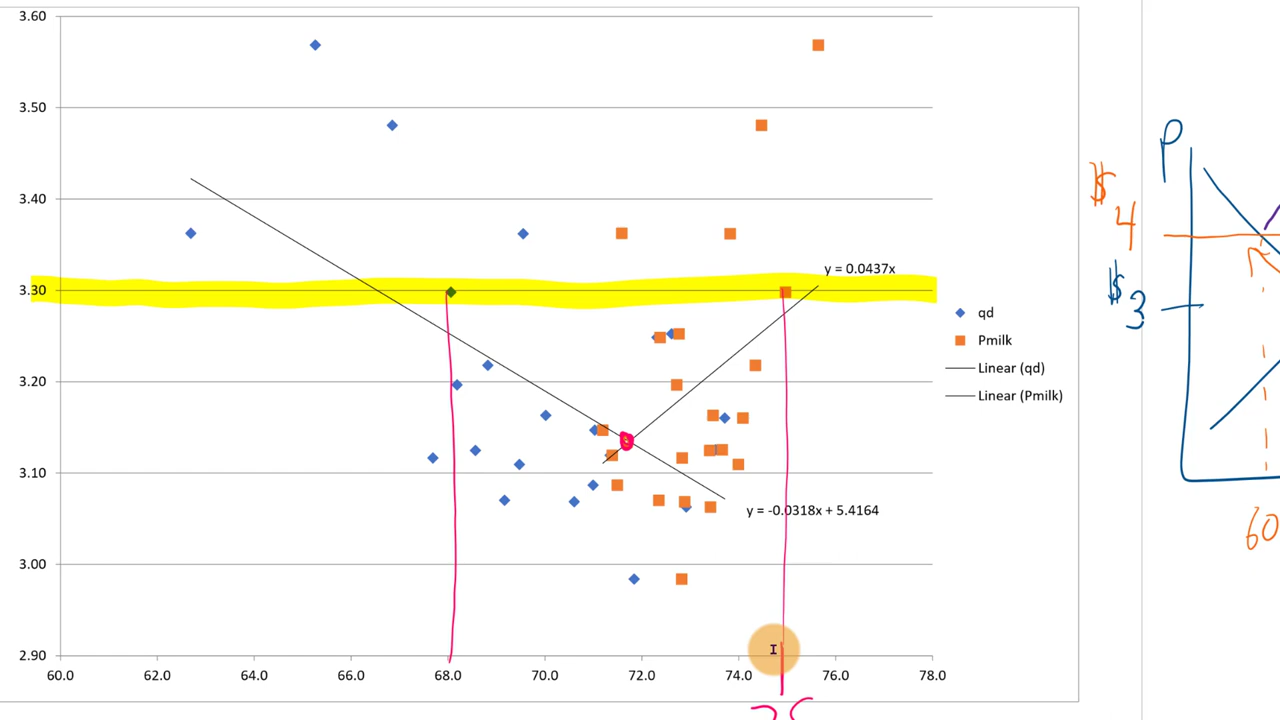 3.60
3.50
3.40
3.30
3.20
3.10
3.00
2.90
60.0 62.0 64.0 66.0 68.0 70.0 72.0 74.0 76.0 78.0
y = 0.0437x
y = -0.0318x + 5.4164
qd
Pmilk
Linear (qd)
Linear (Pmilk)
P
$4
$3
60